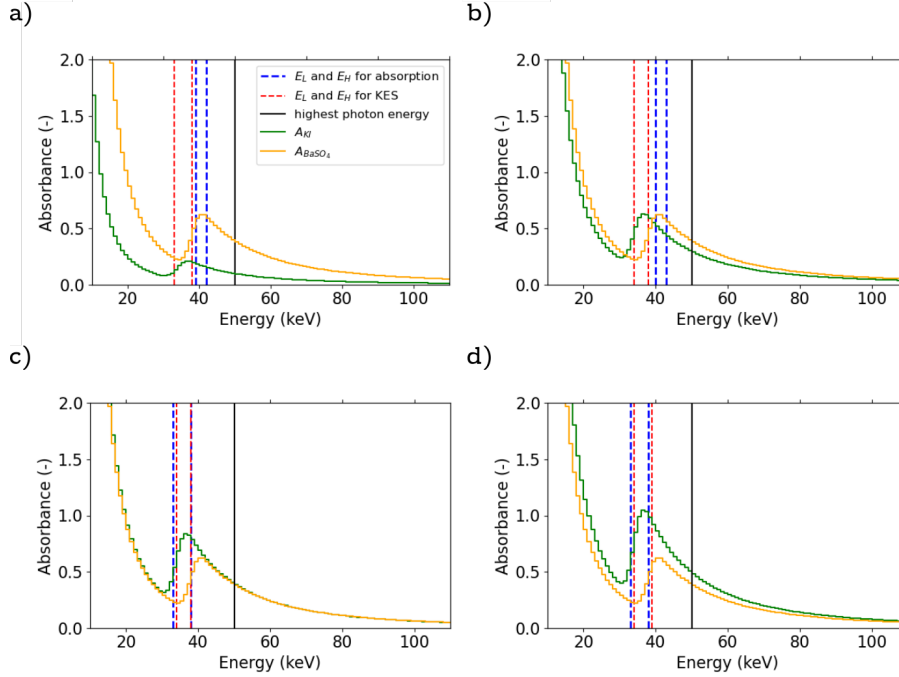 a)
2.0
1.5
1.0
0.5
0.0
Absorbance (-)
20 40 60 80 100
Energy (keV)
E_L and E_H for absorption
E_L and E_H for KES
highest photon energy
A_{KI}
A_{BaSO_4}
b)
2.0
1.5
1.0
0.5
0.0
Absorbance (-)
20 40 60 80 100
Energy (keV)
c)
2.0
1.5
1.0
0.5
0.0
Absorbance (-)
20 40 60 80 100
Energy (keV)
d)
2.0
1.5
1.0
0.5
0.0
Absorbance (-)
20 40 60 80 100
Energy (keV)